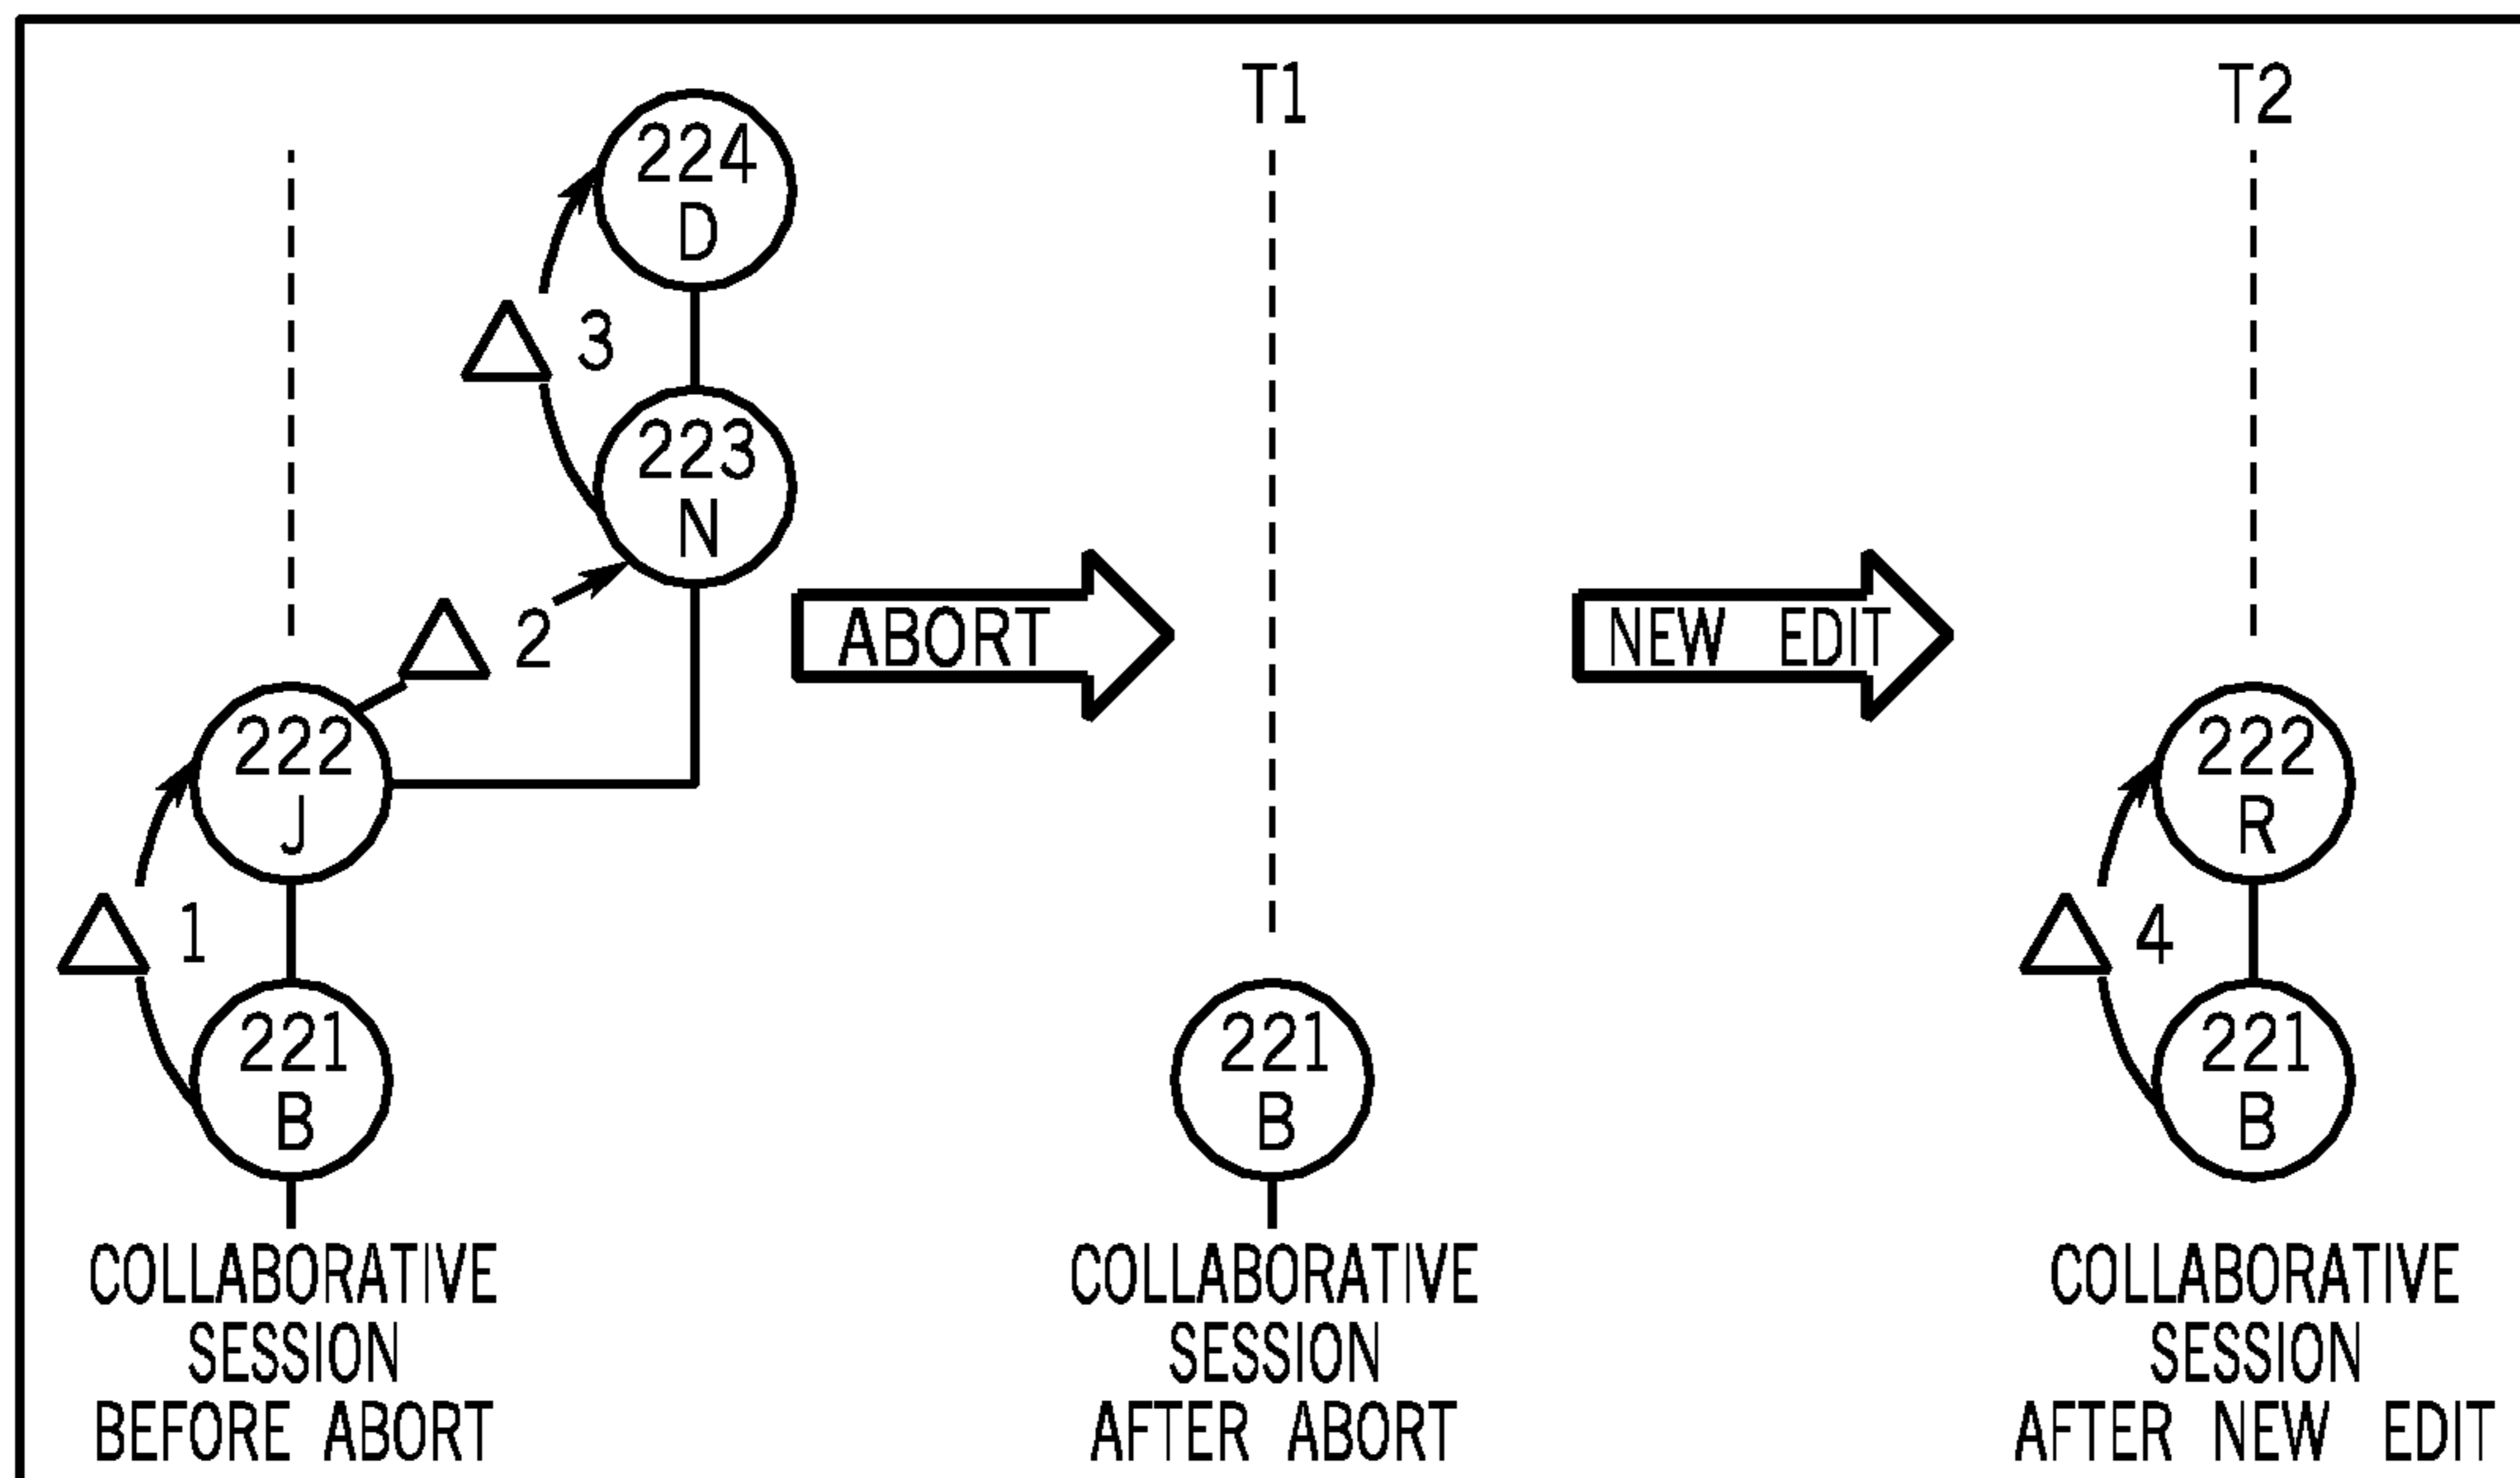 T1
T2
224
D
△ 3
223
N
ABORT
NEW EDIT
△ 2
222
J
222
R
△ 1
△ 4
221
B
221
B
221
B
COLLABORATIVE
SESSION
BEFORE ABORT
COLLABORATIVE
SESSION
AFTER ABORT
COLLABORATIVE
SESSION
AFTER NEW EDIT